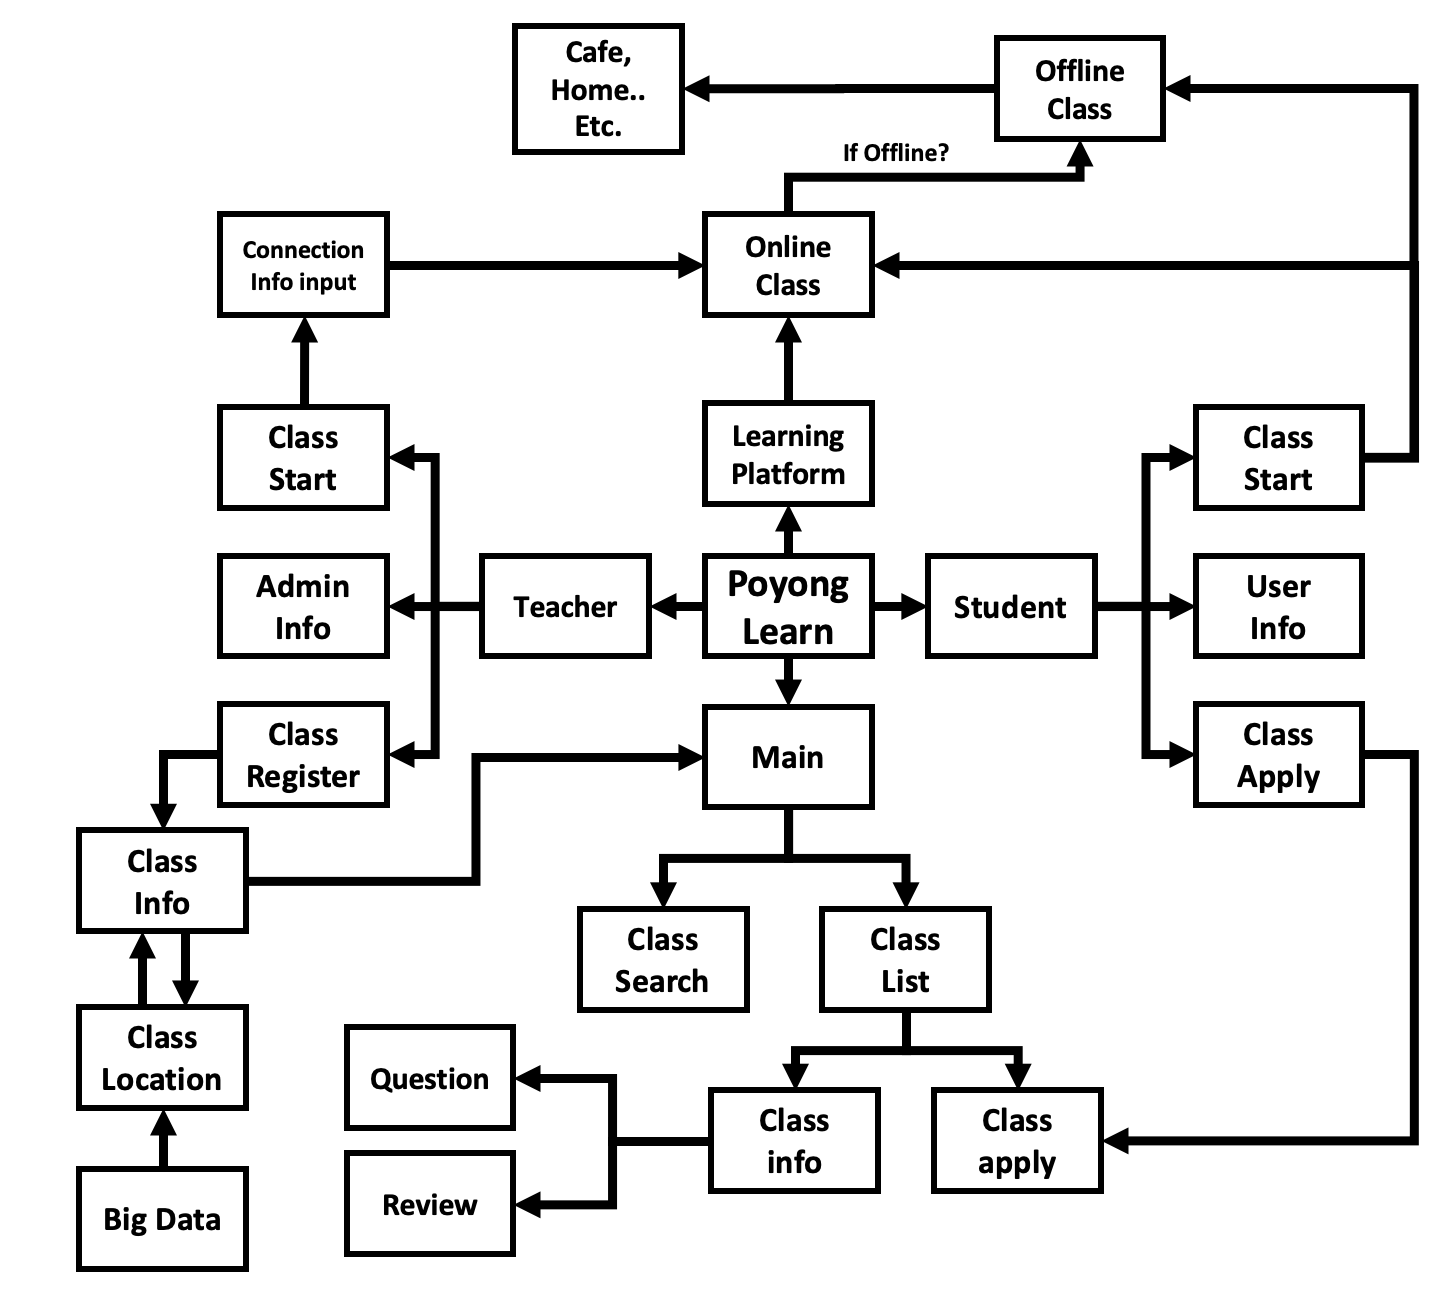 Cafe,
Home..
Etc.
Offline
Class
If Offline?
Connection
Info input
Online
Class
Class
Start
Learning
Platform
Class
Start
Admin
Info
Teacher
Poyong
Learn
Student
User
Info
Class
Register
Main
Class
Apply
Class
Info
Class
Search
Class
List
Class
Location
Question
Class
info
Class
apply
Review
Big Data